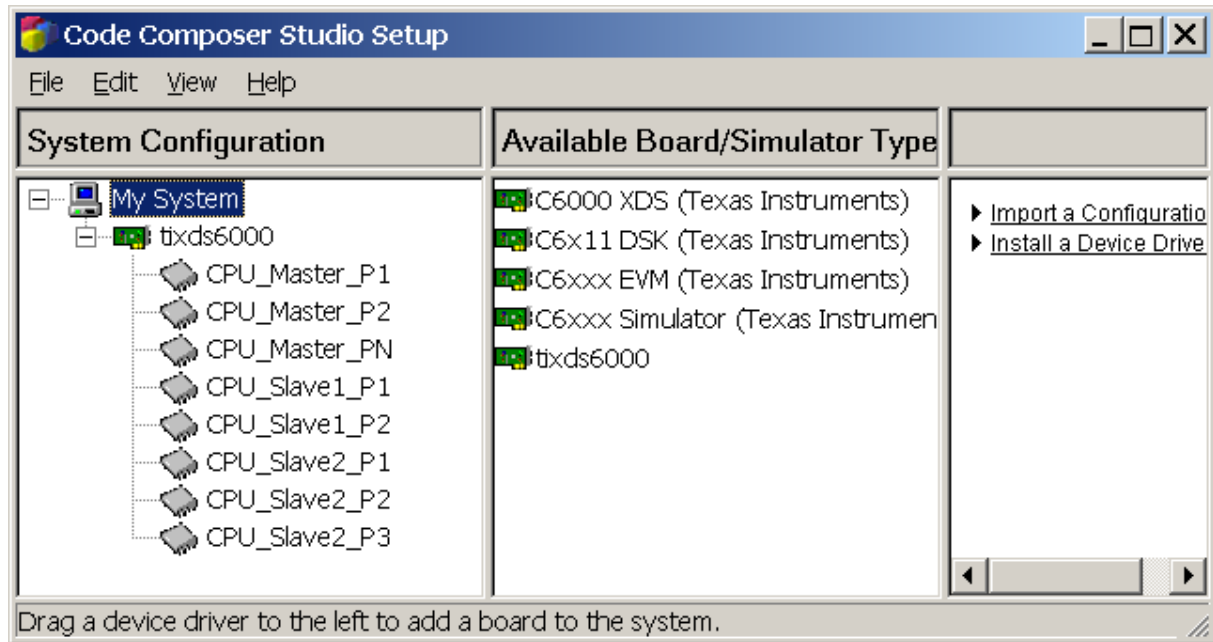 Code Composer Studio Setup
File Edit View Help
System Configuration
Available Board/Simulator Type
My System
tixds6000
CPU_Master_P1
CPU_Master_P2
CPU_Master_PN
CPU_Slave1_P1
CPU_Slave1_P2
CPU_Slave2_P1
CPU_Slave2_P2
CPU_Slave2_P3
C6000 XDS (Texas Instruments)
C6x11 DSK (Texas Instruments)
C6xxx EVM (Texas Instruments)
C6xxx Simulator (Texas Instrumen
tixds6000
Import a Configuratio
Install a Device Drive
Drag a device driver to the left to add a board to the system.